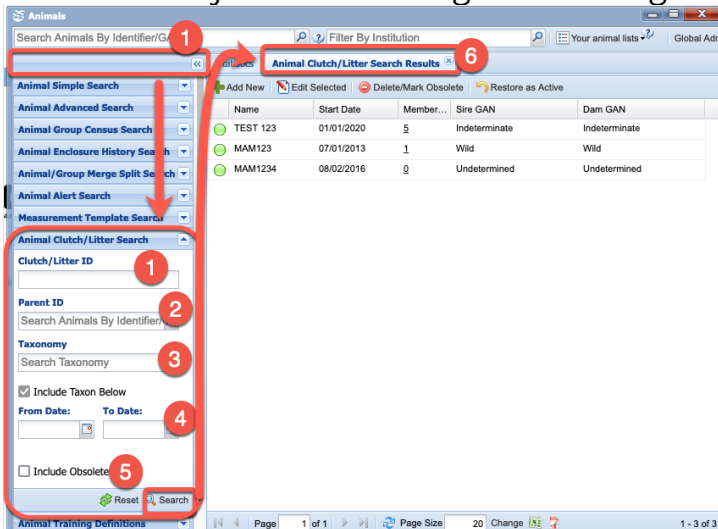 Animals
Search Animals By Identifier/GA
1
Filter By Institution
Your animal lists
Global Adr
Animal Clutch/Litter Search Results
6
Animal Simple Search
Animal Advanced Search
Animal Group Census Search
Animal Enclosure History Search
Animal/Group Merge Split Search
Animal Alert Search
Measurement Template Search
Animal Clutch/Litter Search
Clutch/Litter ID
1
Parent ID
2
Search Animals By Identifier/
Taxonomy
Search Taxonomy
3
Include Taxon Below
From Date: To Date:
4
Include Obsolete
5
Reset Search
Animal Training Definitions
Add New Edit Selected Delete/Mark Obsolete Restore as Active
Name Start Date Member... Sire GAN Dam GAN
TEST 123 01/01/2020 5 Indeterminate Indeterminate
MAM123 07/01/2013 1 Wild Wild
MAM1234 08/02/2016 0 Undetermined Undetermined
Page 1 of 1 Page Size 20 Change 1 - 3 of 3